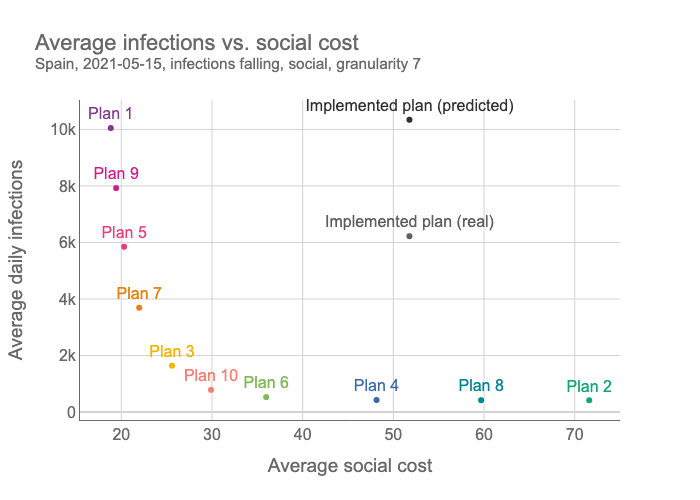 Average infections vs. social cost
Spain, 2021-05-15, infections falling, social, granularity 7
Implemented plan (predicted)
Plan 1
10k
Plan 9
8k
Implemented plan (real)
Plan 5
6k
Plan 7
4k
Plan 3
2k
Plan 10
Plan 6
Plan 4
Plan 8
Plan 2
0
20
30
40
50
60
70
Average social cost
Average daily infections